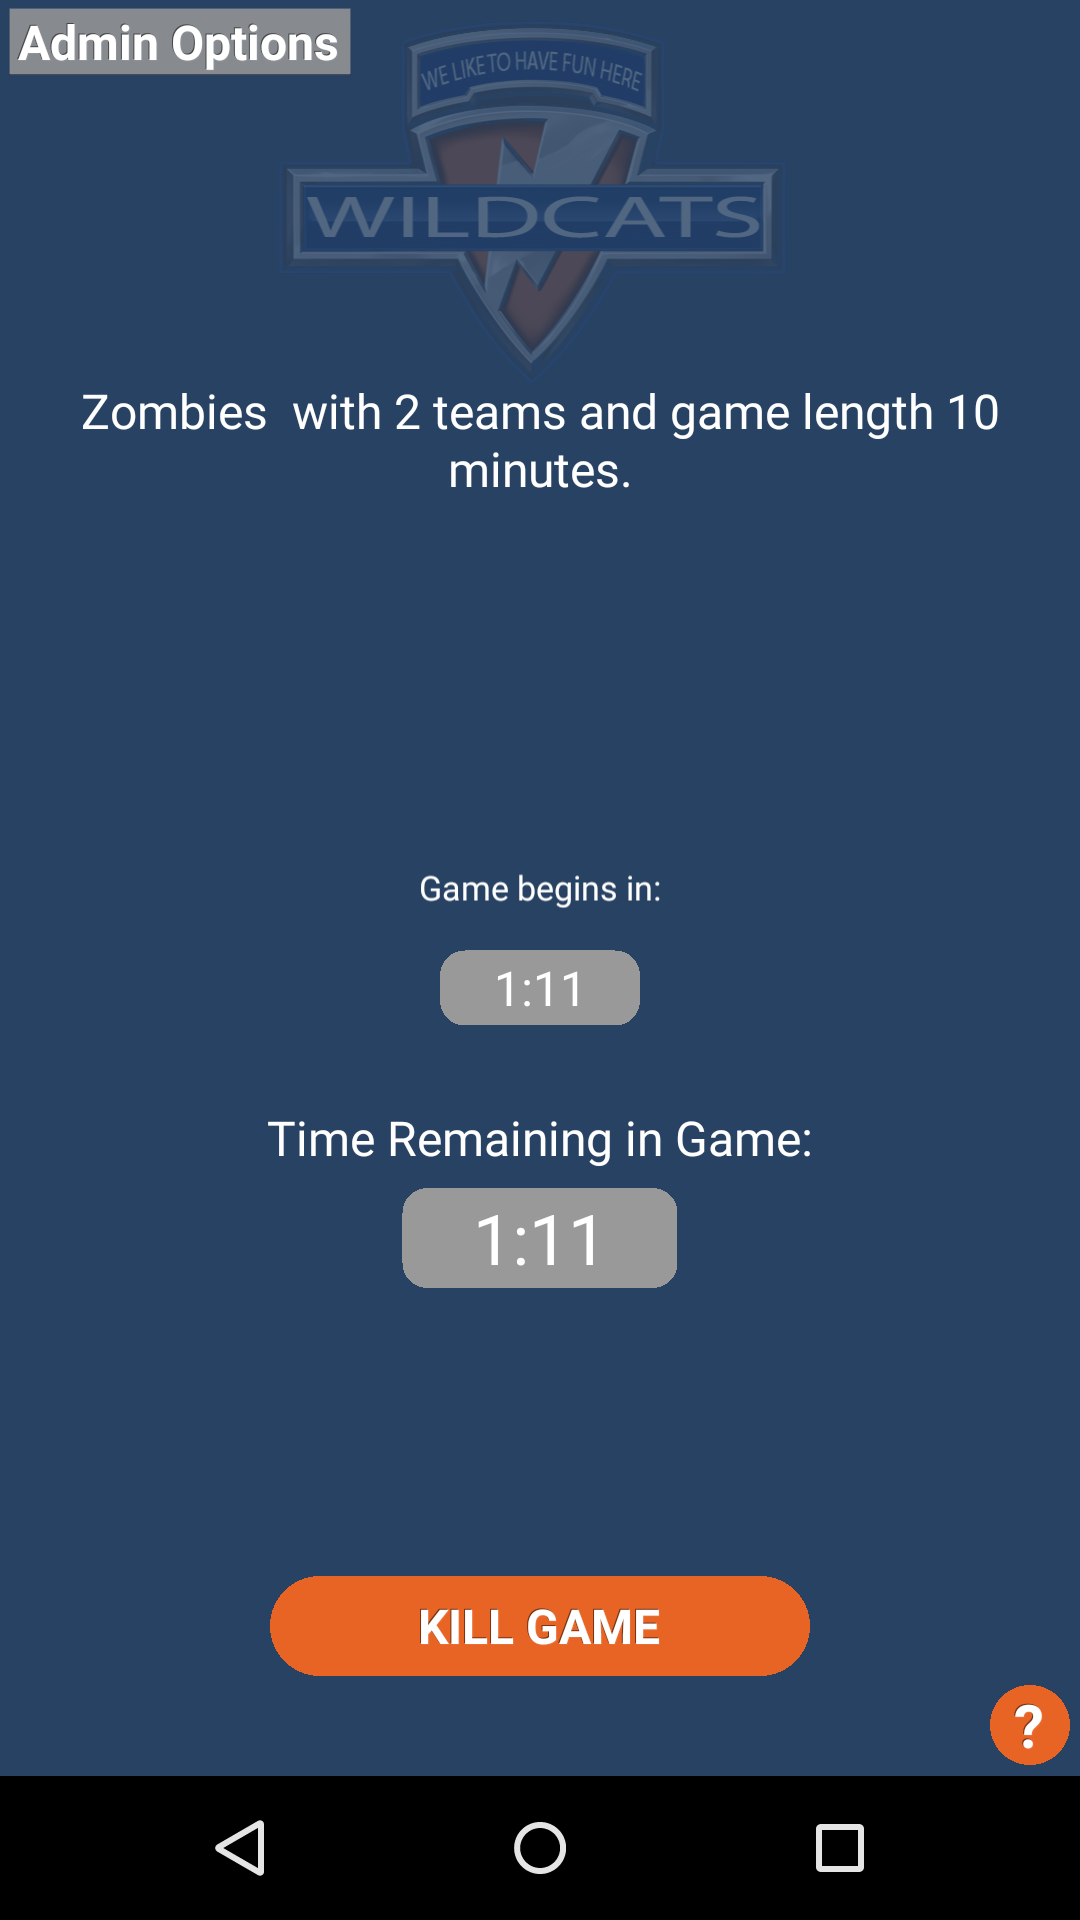 Admin Options
WE LIKE TO HAVE FUN HERE
WILDCATS
Zombies  with 2 teams and game length 10
minutes.
Game begins in:
1:11
Time Remaining in Game:
1:11
KILL GAME
?